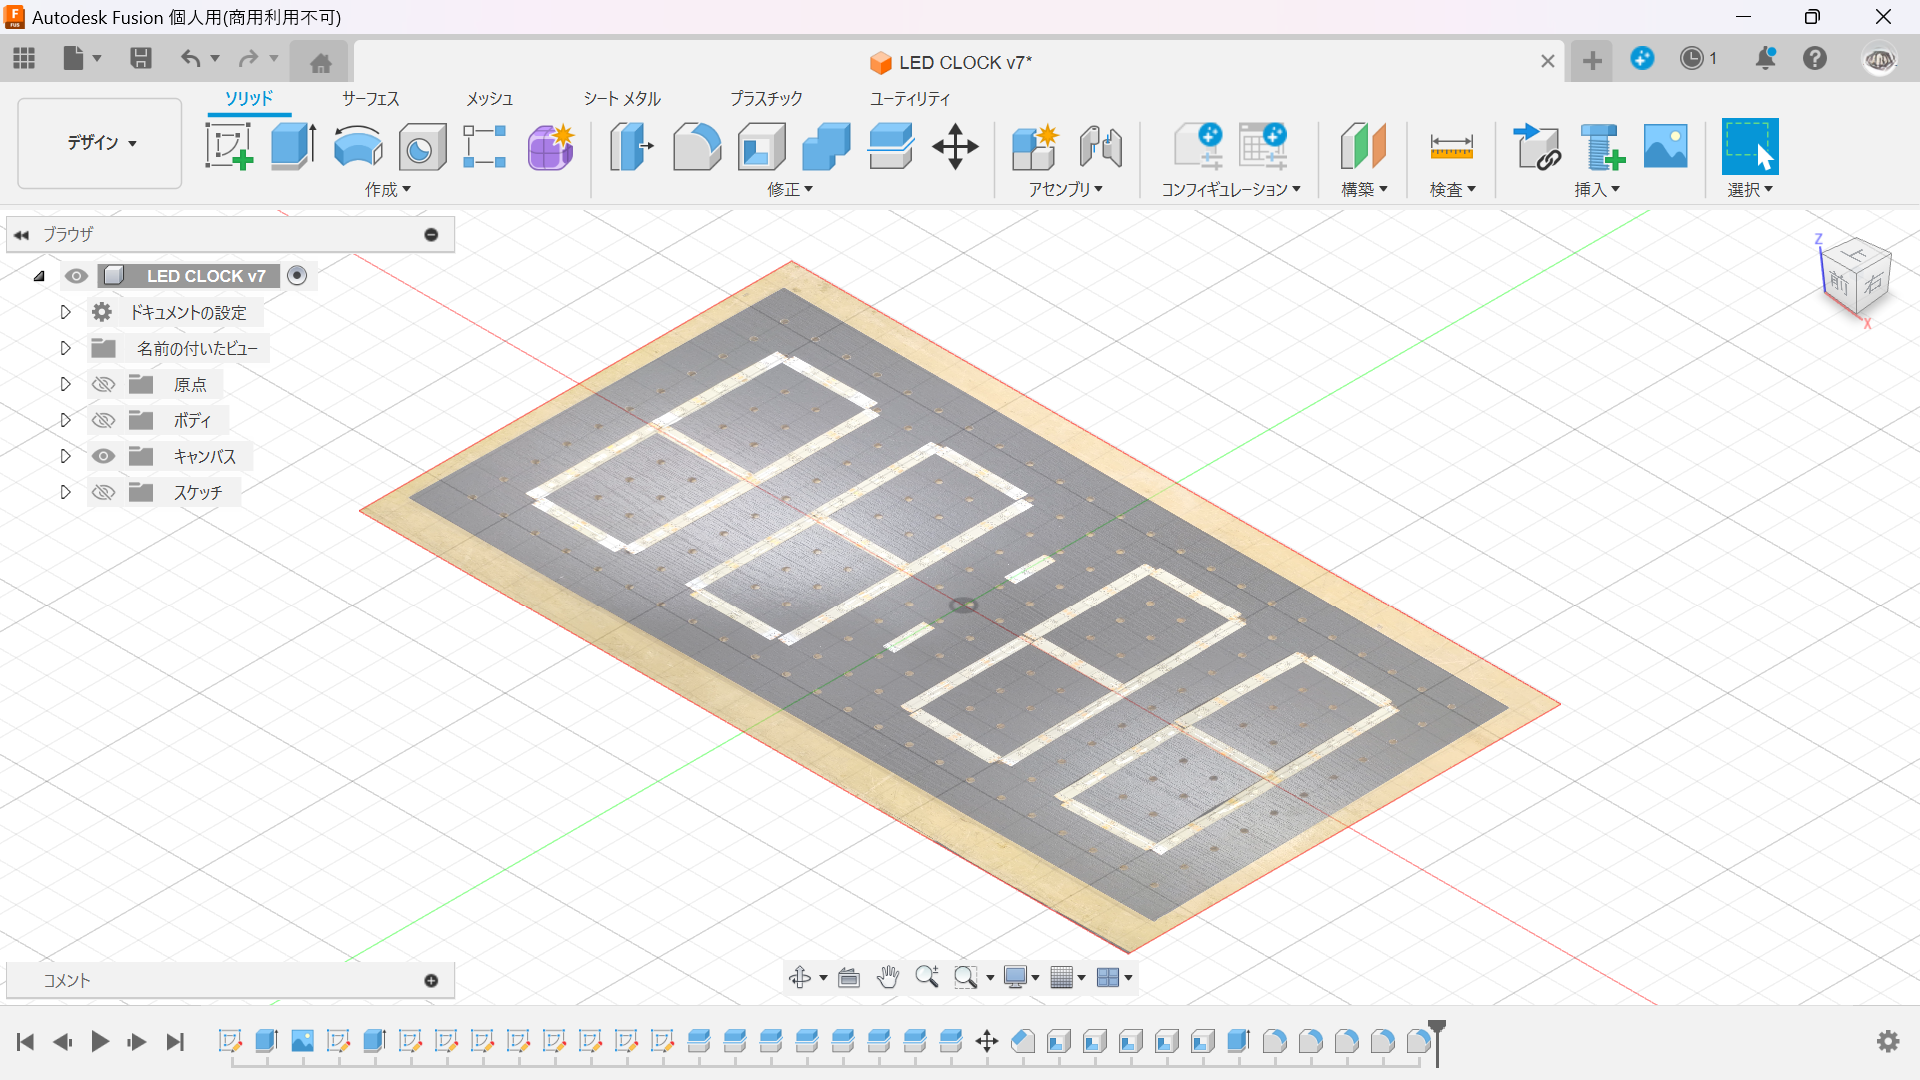 Autodesk Fusion 個人用(商用利用不可)
LED CLOCK v7*
1
デザイン
ソリッド
サーフェス
メッシュ
シート メタル
プラスチック
ユーティリティ
作成
修正
アセンブリ
コンフィギュレーション
構築
検査
挿入
選択
ブラウザ
LED CLOCK v7
ドキュメントの設定
名前の付いたビュー
原点
ボディ
キャンバス
スケッチ
Z
上
前
右
X
コメント